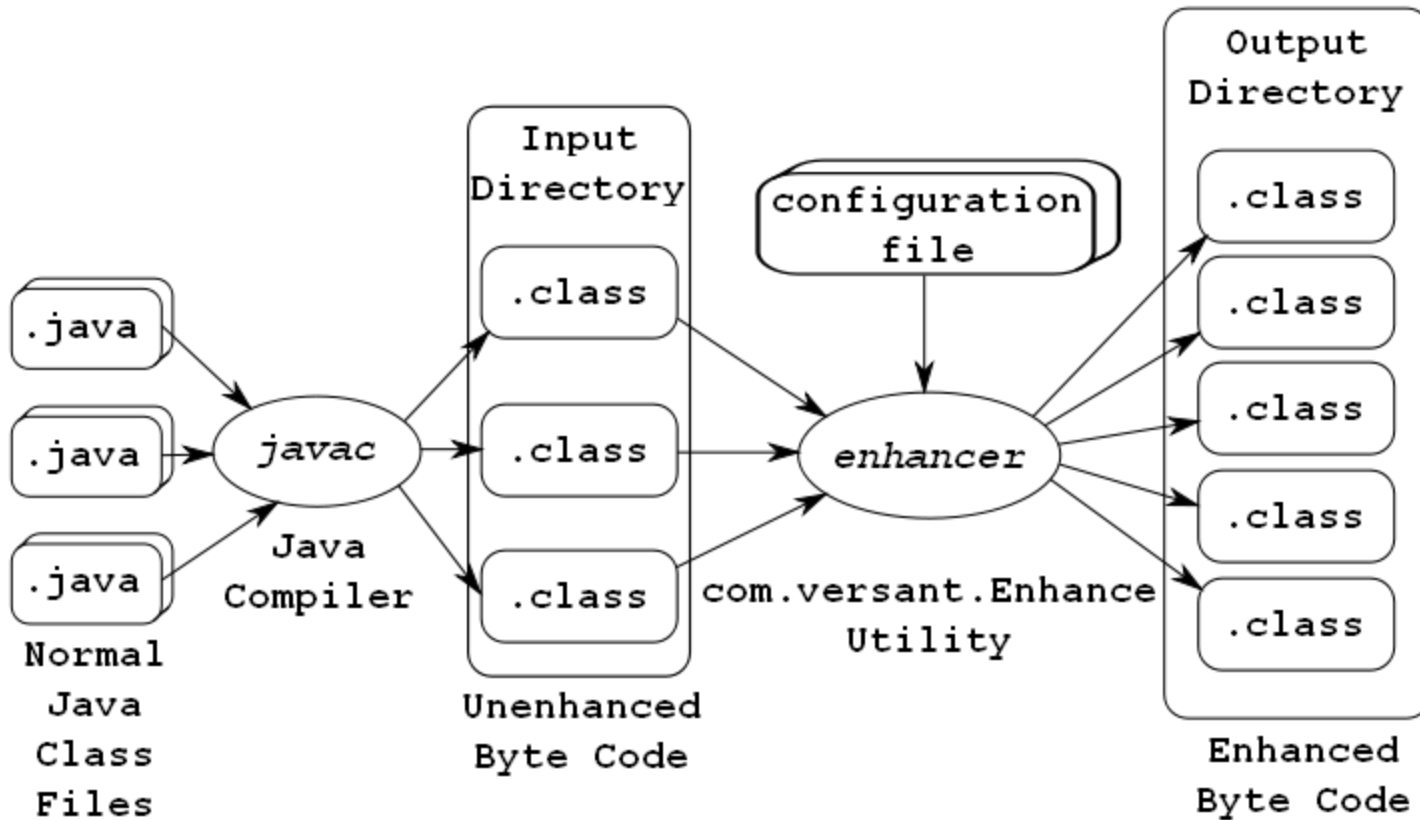 .java
.java
.java
Normal
Java
Class
Files
javac
Java
Compiler
Input
Directory
.class
.class
.class
Unenhanced
Byte Code
configuration
file
enhancer
com.versant.Enhance
Utility
Output
Directory
.class
.class
.class
.class
.class
Enhanced
Byte Code